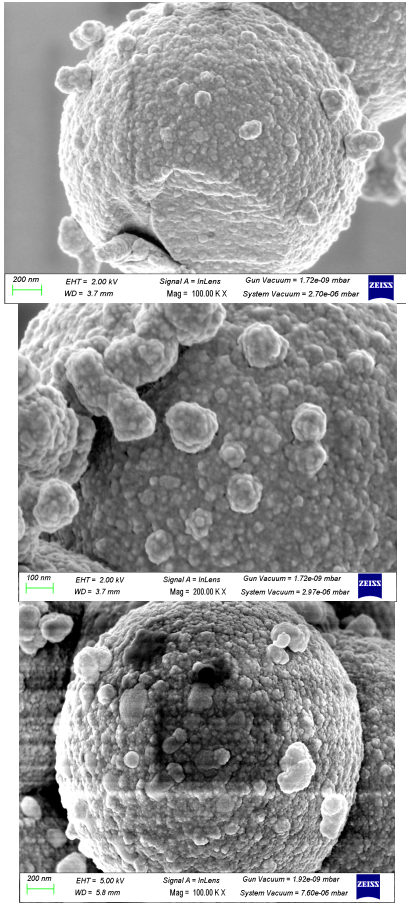 200 nm EHT = 2.00 kV Signal A = InLens Gun Vacuum = 1.72e-09 mbar ZEISS
WD = 3.7 mm Mag = 100.00 K X System Vacuum = 2.70e-06 mbar
100 nm EHT = 2.00 kV Signal A = InLens Gun Vacuum = 1.72e-09 mbar ZEISS
WD = 3.7 mm Mag = 200.00 K X System Vacuum = 2.97e-06 mbar
200 nm EHT = 5.00 kV Signal A = InLens Gun Vacuum = 1.92e-09 mbar ZEISS
WD = 5.8 mm Mag = 100.00 K X System Vacuum = 7.60e-06 mbar